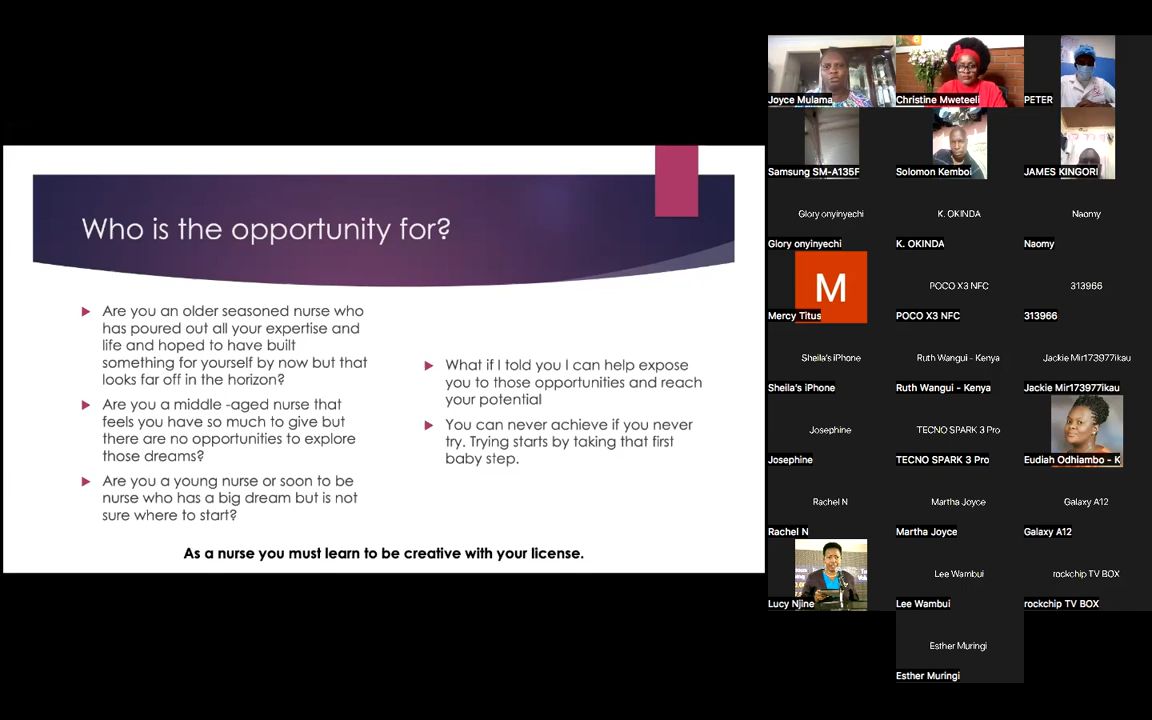 Who is the opportunity for?
Are you an older seasoned nurse who
has poured out all your expertise and
life and hoped to have built
something for yourself by now but that
looks far off in the horizon?
Are you a middle -aged nurse that
feels you have so much to give but
there are no opportunities to explore
those dreams?
Are you a young nurse or soon to be
nurse who has a big dream but is not
sure where to start?
What if I told you I can help expose
you to those opportunities and reach
your potential
You can never achieve if you never
try. Trying starts by taking that first
baby step.
As a nurse you must learn to be creative with your license.
Joyce Mulama
Christine Mweteeli
PETER
Samsung SM-A135F
Solomon Kemboi
JAMES KINGORI
Glory onyinyechi
K. OKINDA
Naomy
Glory onyinyechi
K. OKINDA
Naomy
M
POCO X3 NFC
313966
Mercy Titus
POCO X3 NFC
313966
Sheila's iPhone
Ruth Wangui - Kenya
Jackie Mir173977ikau
Sheila's iPhone
Ruth Wangui - Kenya
Jackie Mir173977ikau
Josephine
TECNO SPARK 3 Pro
Josephine
TECNO SPARK 3 Pro
Eudiah Odhiambo - K
Rachel N
Martha Joyce
Galaxy A12
Rachel N
Martha Joyce
Galaxy A12
Lee Wambui
rockchip TV BOX
Lucy Njine
Lee Wambui
rockchip TV BOX
Esther Muringi
Esther Muringi